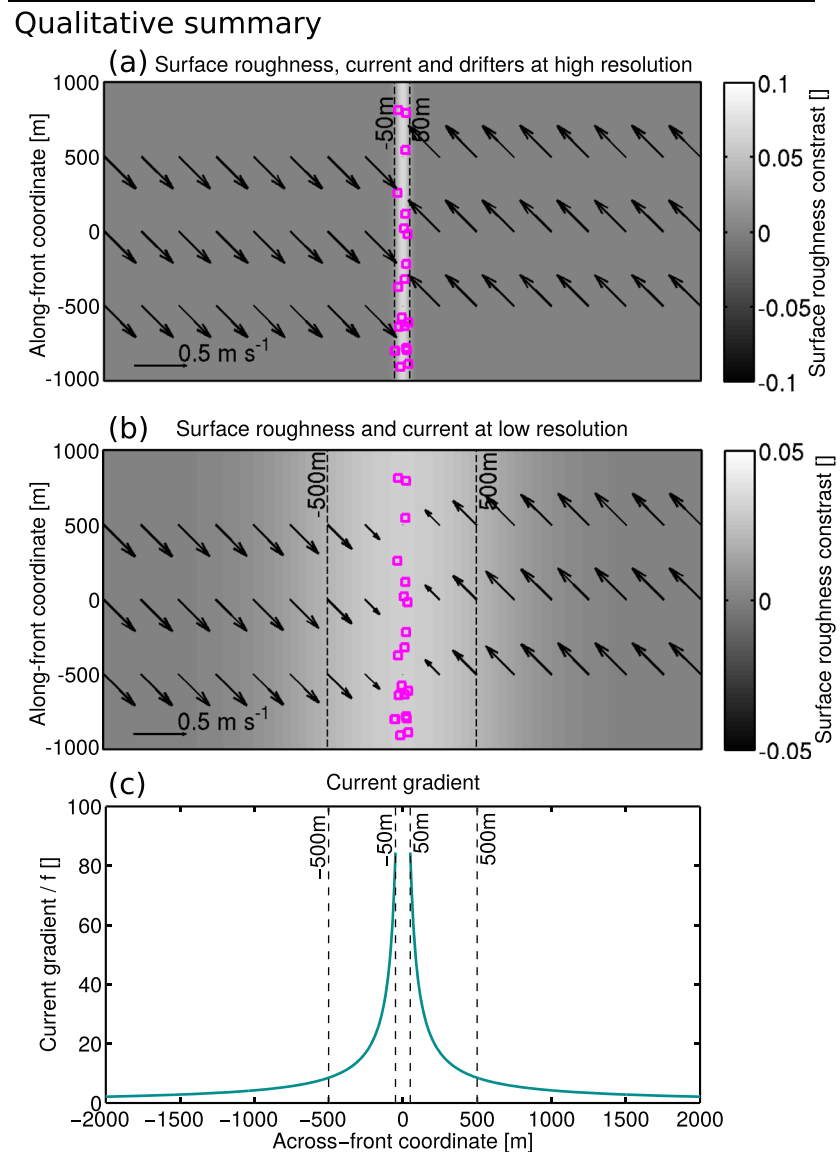 Qualitative summary
(a) Surface roughness, current and drifters at high resolution
Along-front coordinate [m]
1000
500
0
-500
-1000
-50m
50m
0.5 m s-1
0.1
0.05
0
-0.05
-0.1
Surface roughness constrast []
(b) Surface roughness and current at low resolution
Along-front coordinate [m]
1000
500
0
-500
-1000
-500m
500m
0.5 m s-1
0.05
0
-0.05
Surface roughness constrast []
(c) Current gradient
Current gradient / f []
100
80
60
40
20
0
−500m
−50m
50m
500m
−2000 −1500 −1000 −500 0 500 1000 1500 2000
Across−front coordinate [m]